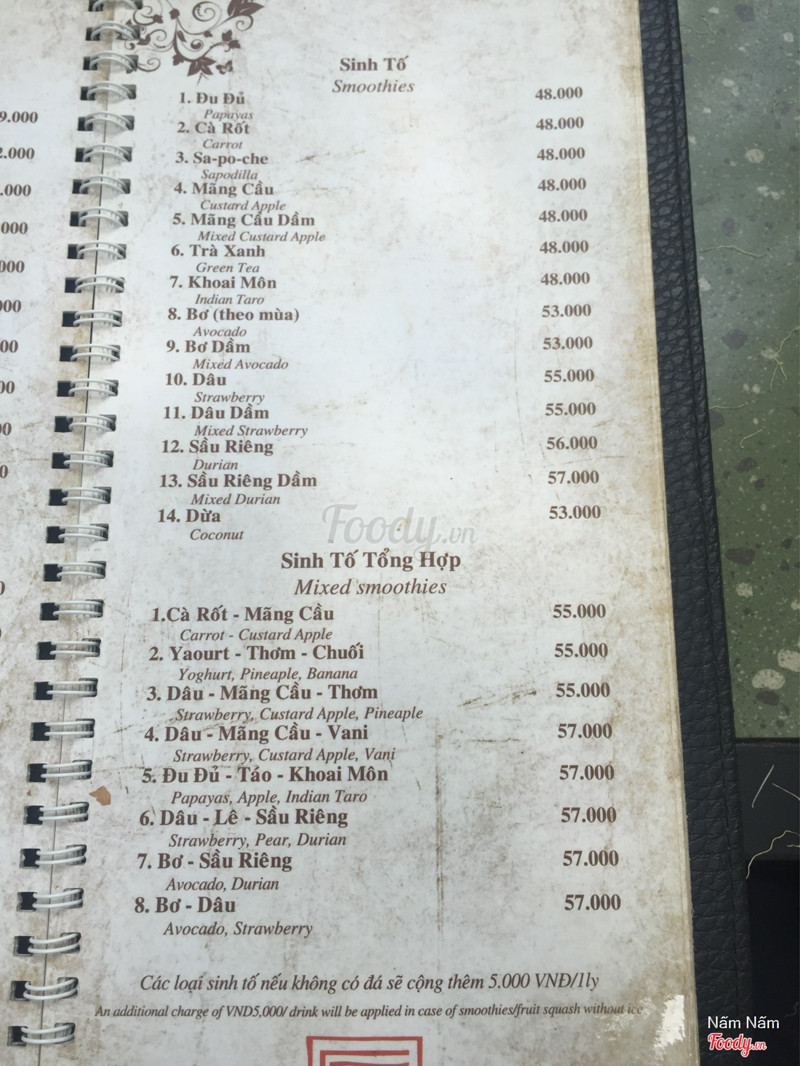 Sinh Tố
Smoothies
1. Đu Đủ 48.000
Papayas
2. Cà Rốt 48.000
Carrot
3. Sa-po-che 48.000
Sapodilla
4. Mãng Cầu 48.000
Custard Apple
5. Mãng Cầu Dầm 48.000
Mixed Custard Apple
6. Trà Xanh 48.000
Green Tea
7. Khoai Môn 48.000
Indian Taro
8. Bơ (theo mùa) 53.000
Avocado
9. Bơ Dầm 53.000
Mixed Avocado
10. Dâu 55.000
Strawberry
11. Dâu Dầm 55.000
Mixed Strawberry
12. Sầu Riêng 56.000
Durian
13. Sầu Riêng Dầm 57.000
Mixed Durian
14. Dừa 53.000
Coconut
Foody.vn
Sinh Tố Tổng Hợp
Mixed smoothies
1.Cà Rốt - Mãng Cầu 55.000
Carrot - Custard Apple
2. Yaourt - Thơm - Chuối 55.000
Yoghurt, Pineaple, Banana
3. Dâu - Mãng Cầu - Thơm 55.000
Strawberry, Custard Apple, Pineaple
4. Dâu - Mãng Cầu - Vani 57.000
Strawberry, Custard Apple, Vani
5. Đu Đủ - Táo - Khoai Môn 57.000
Papayas, Apple, Indian Taro
6. Dâu - Lê - Sầu Riêng 57.000
Strawberry, Pear, Durian
7. Bơ - Sầu Riêng 57.000
Avocado, Durian
8. Bơ - Dâu 57.000
Avocado, Strawberry
Các loại sinh tố nếu không có đá sẽ cộng thêm 5.000 VNĐ/1ly
An additional charge of VND5,000/ drink will be applied in case of smoothies/fruit squash without ice
Nấm Nấm
Foody.vn